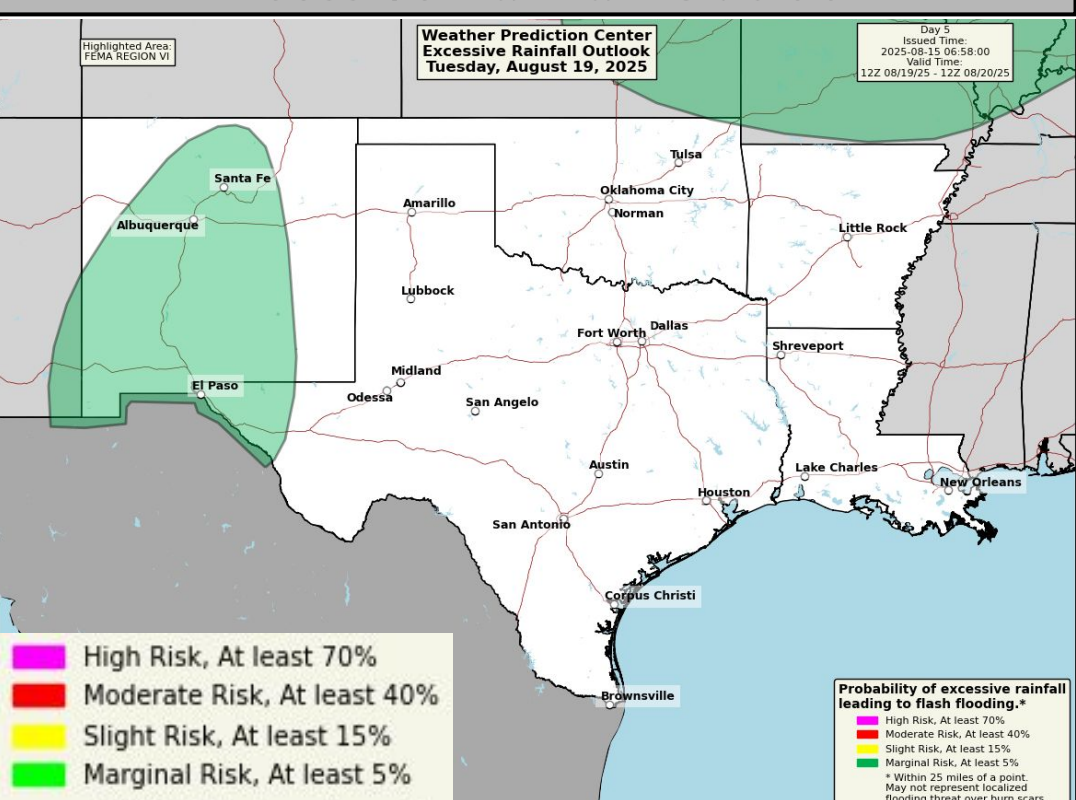 Highlighted Area:
FEMA REGION VI
Weather Prediction Center
Excessive Rainfall Outlook
Tuesday, August 19, 2025
Day 5
Issued Time:
2025-08-15 06:58:00
Valid Time:
12Z 08/19/25 - 12Z 08/20/25
Tulsa
Santa Fe
Oklahoma City
Amarillo
Norman
Albuquerque
Little Rock
Lubbock
Dallas
Fort Worth
Shreveport
Midland
El Paso
Odessa
San Angelo
Austin
Lake Charles
New Orleans
Houston
San Antonio
Corpus Christi
Brownsville
High Risk, At least 70%
Moderate Risk, At least 40%
Slight Risk, At least 15%
Marginal Risk, At least 5%
Probability of excessive rainfall
leading to flash flooding.*
High Risk, At least 70%
Moderate Risk, At least 40%
Slight Risk, At least 15%
Marginal Risk, At least 5%
* Within 25 miles of a point.
May not represent localized
flooding threat over burn scars